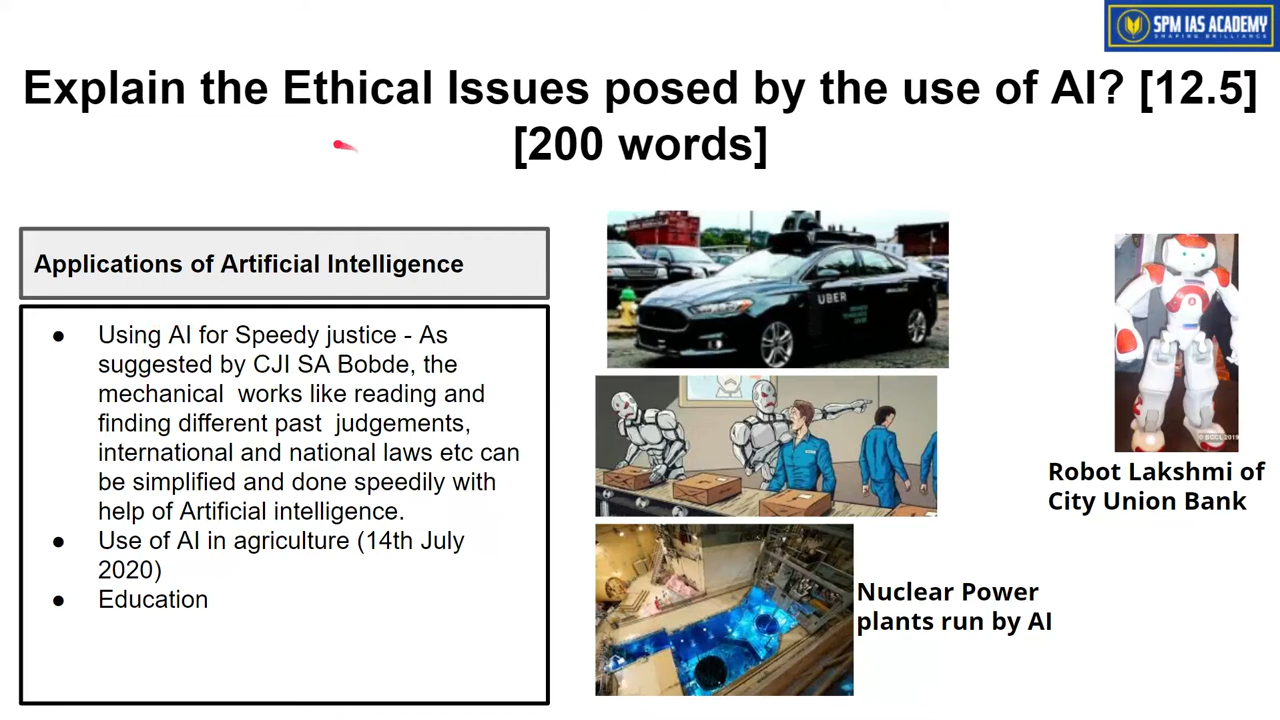 SPM IAS ACADEMY
SHAPING BRILLIANCE
Explain the Ethical Issues posed by the use of AI? [12.5]
[200 words]
Applications of Artificial Intelligence
● Using AI for Speedy justice - As
suggested by CJI SA Bobde, the
mechanical works like reading and
finding different past judgements,
international and national laws etc can
be simplified and done speedily with
help of Artificial intelligence.
● Use of AI in agriculture (14th July
2020)
● Education
UBER
© BCCL 2019
Robot Lakshmi of
City Union Bank
Nuclear Power
plants run by AI